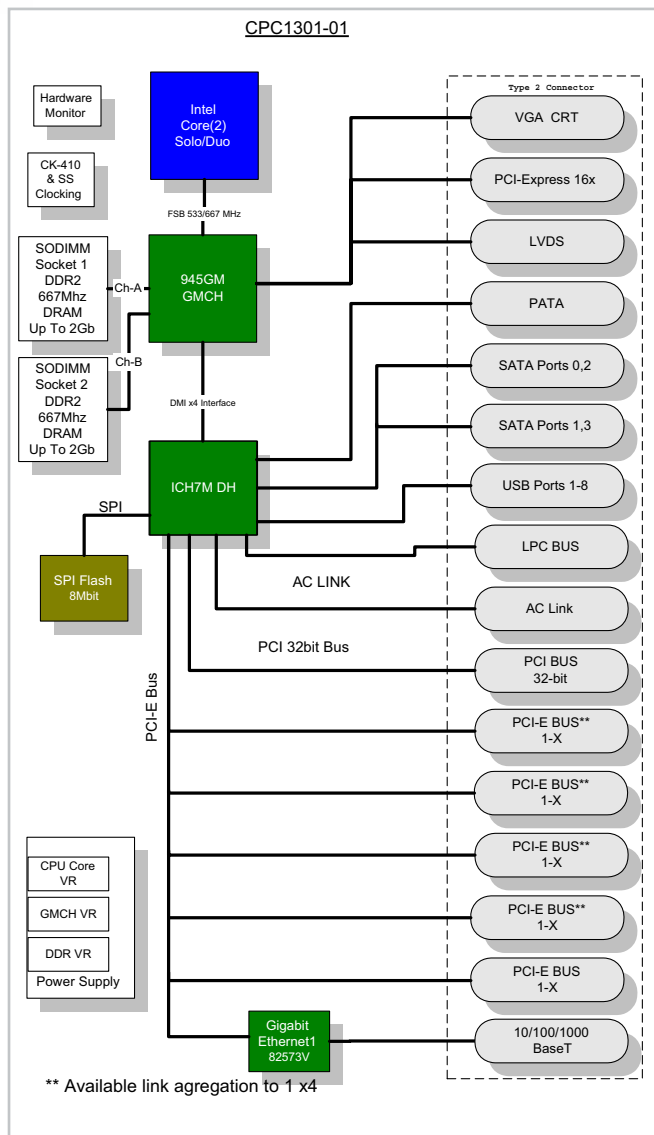 CPC1301-01
Hardware
Monitor
CK-410
& SS
Clocking
Intel
Core(2)
Solo/Duo
FSB 533/667 MHz
SODIMM
Socket 1
DDR2
667Mhz
DRAM
Up To 2Gb
Ch-A
945GM
GMCH
Ch-B
SODIMM
Socket 2
DDR2
667Mhz
DRAM
Up To 2Gb
DMI x4 Interface
ICH7M DH
SPI
SPI Flash
8Mbit
AC LINK
PCI 32bit Bus
PCI-E Bus
CPU Core
VR
GMCH VR
DDR VR
Power Supply
Gigabit
Ethernet1
82573V
Type 2 Connector
VGA CRT
PCI-Express 16x
LVDS
PATA
SATA Ports 0,2
SATA Ports 1,3
USB Ports 1-8
LPC BUS
AC Link
PCI BUS
32-bit
PCI-E BUS**
1-X
PCI-E BUS**
1-X
PCI-E BUS**
1-X
PCI-E BUS**
1-X
PCI-E BUS
1-X
10/100/1000
BaseT
** Available link agregation to 1 x4